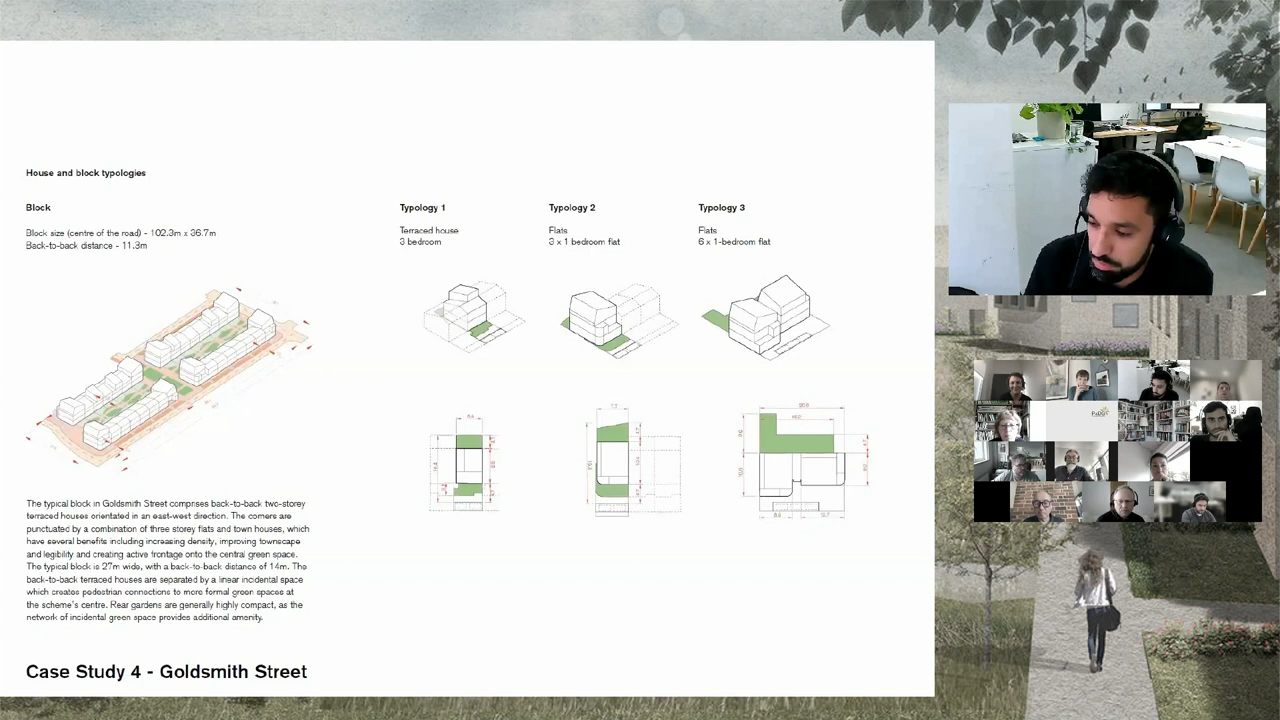 House and block typologies
Block
Block size (centre of the road) - 102.3m x 36.7m
Back-to-back distance - 11.3m
Typology 1
Terraced house
3 bedroom
Typology 2
Flats
3 x 1 bedroom flat
Typology 3
Flats
6 x 1-bedroom flat
The typical block in Goldsmith Street comprises back-to-back two-storey
terraced houses orientated in an east-west direction. The corners are
punctuated by a combination of three storey flats and town houses, which
have several benefits including increasing density, improving townscape
and legibility and creating active frontage onto the central green space.
The typical block is 27m wide, with a back-to-back distance of 14m. The
back-to-back terraced houses are separated by a linear incidental space
which creates pedestrian connections to more formal green spaces at
the scheme's centre. Rear gardens are generally highly compact, as the
network of incidental green space provides additional amenity.
Case Study 4 - Goldsmith Street